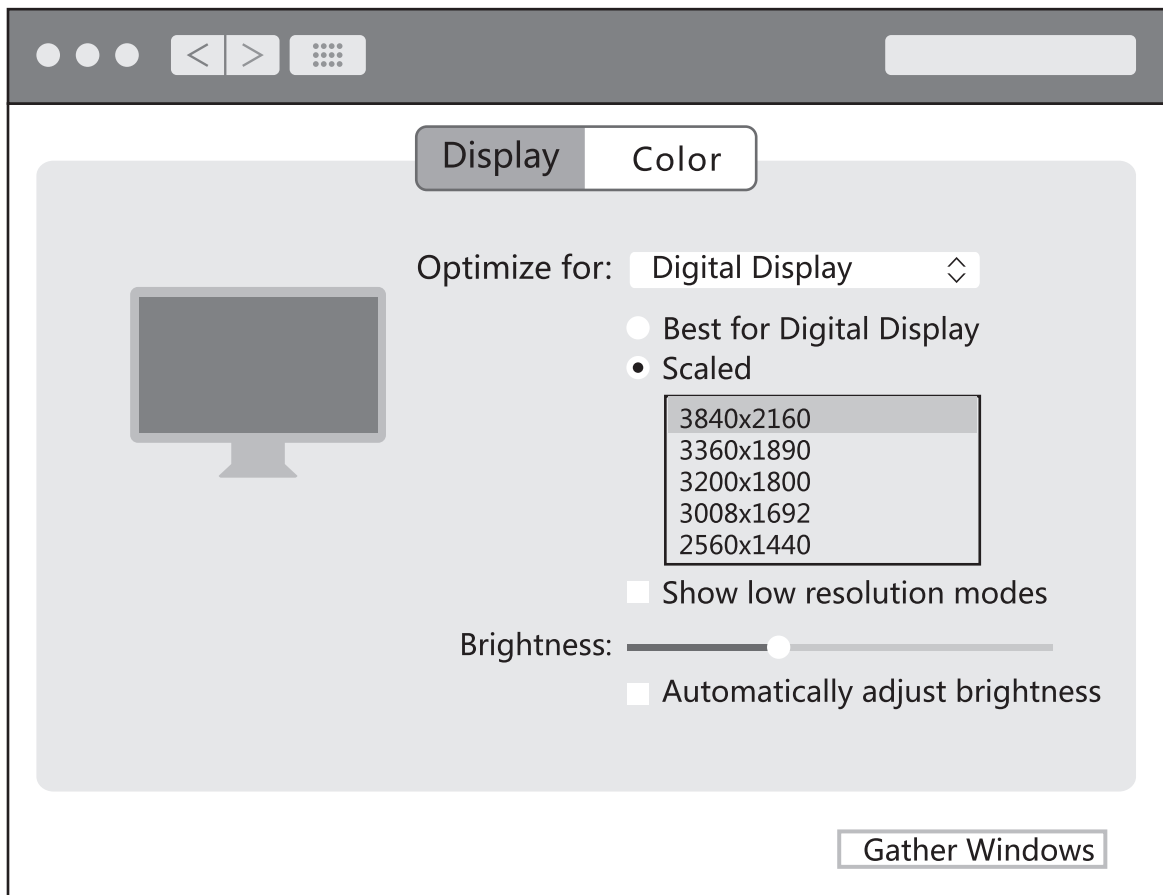 Display
Color
Optimize for: Digital Display
Best for Digital Display
Scaled
3840x2160
3360x1890
3200x1800
3008x1692
2560x1440
Show low resolution modes
Brightness:
Automatically adjust brightness
Gather Windows